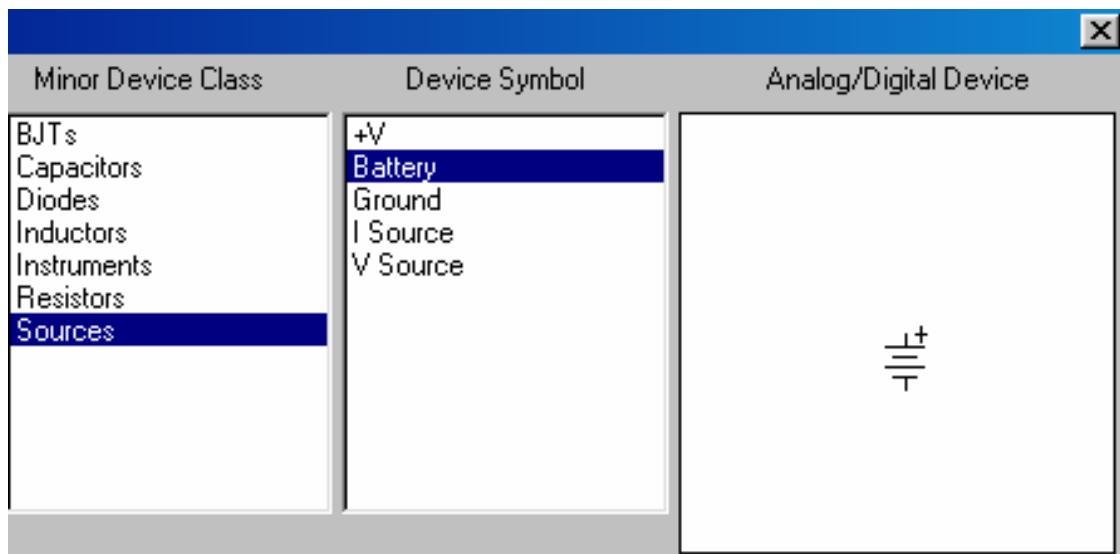 Minor Device Class
Device Symbol
Analog/Digital Device
BJTs
Capacitors
Diodes
Inductors
Instruments
Resistors
Sources
+V
Battery
Ground
I Source
V Source
+